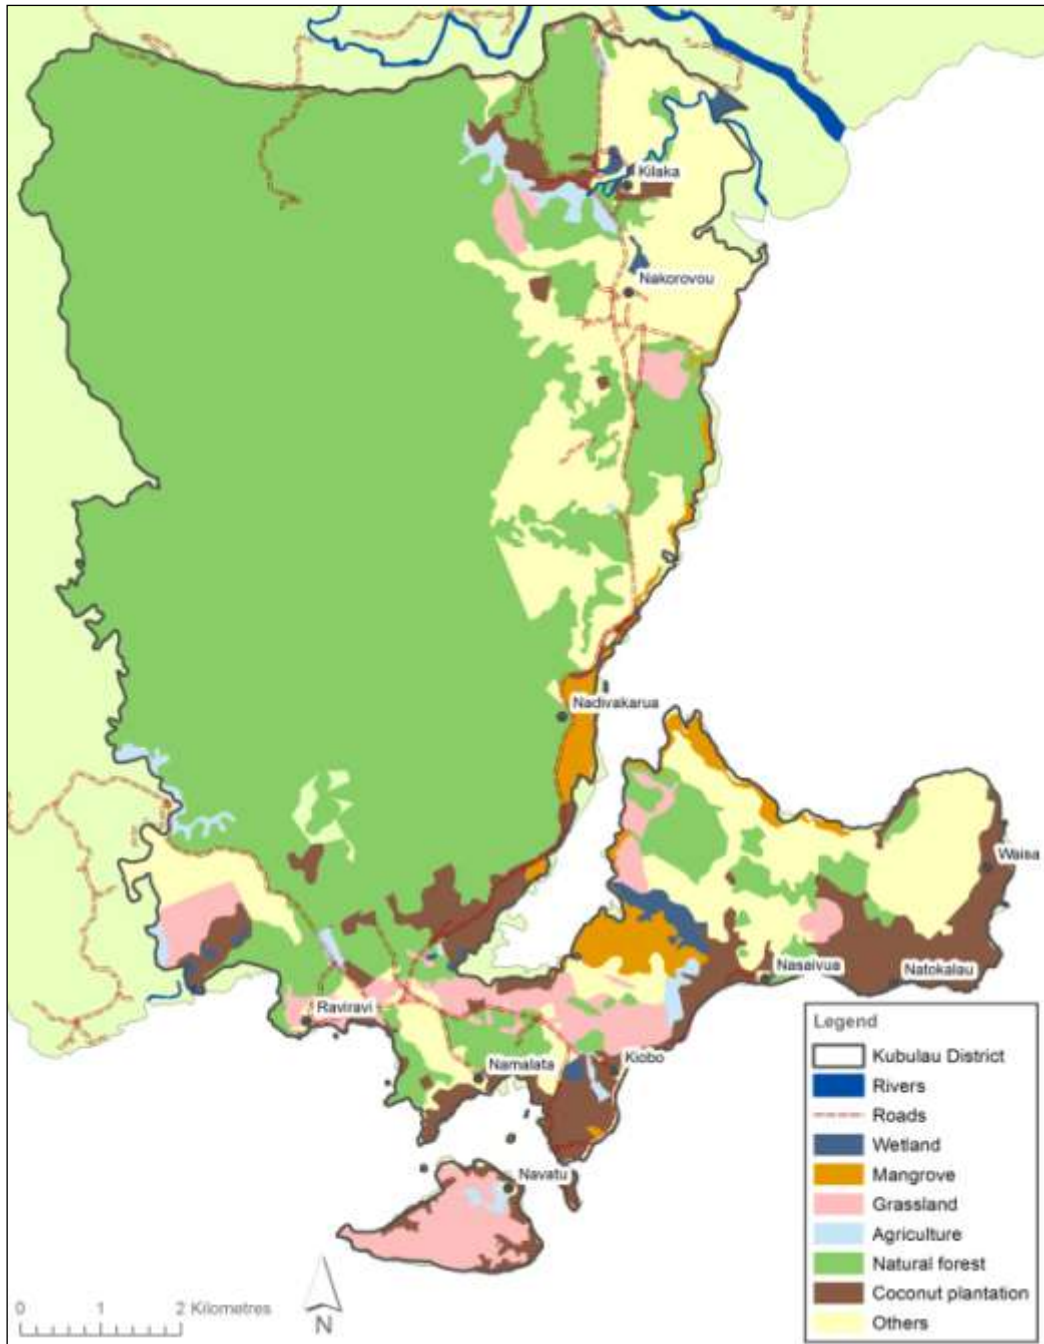 Kilaka
Nakorovou
Nadivakarua
Waisa
Nasaivua
Natokalau
Raviravi
Kiobo
Namalata
Navatu
Legend
Kubulau District
Rivers
Roads
Wetland
Mangrove
Grassland
Agriculture
Natural forest
Coconut plantation
Others
0 1 2 Kilometres
N